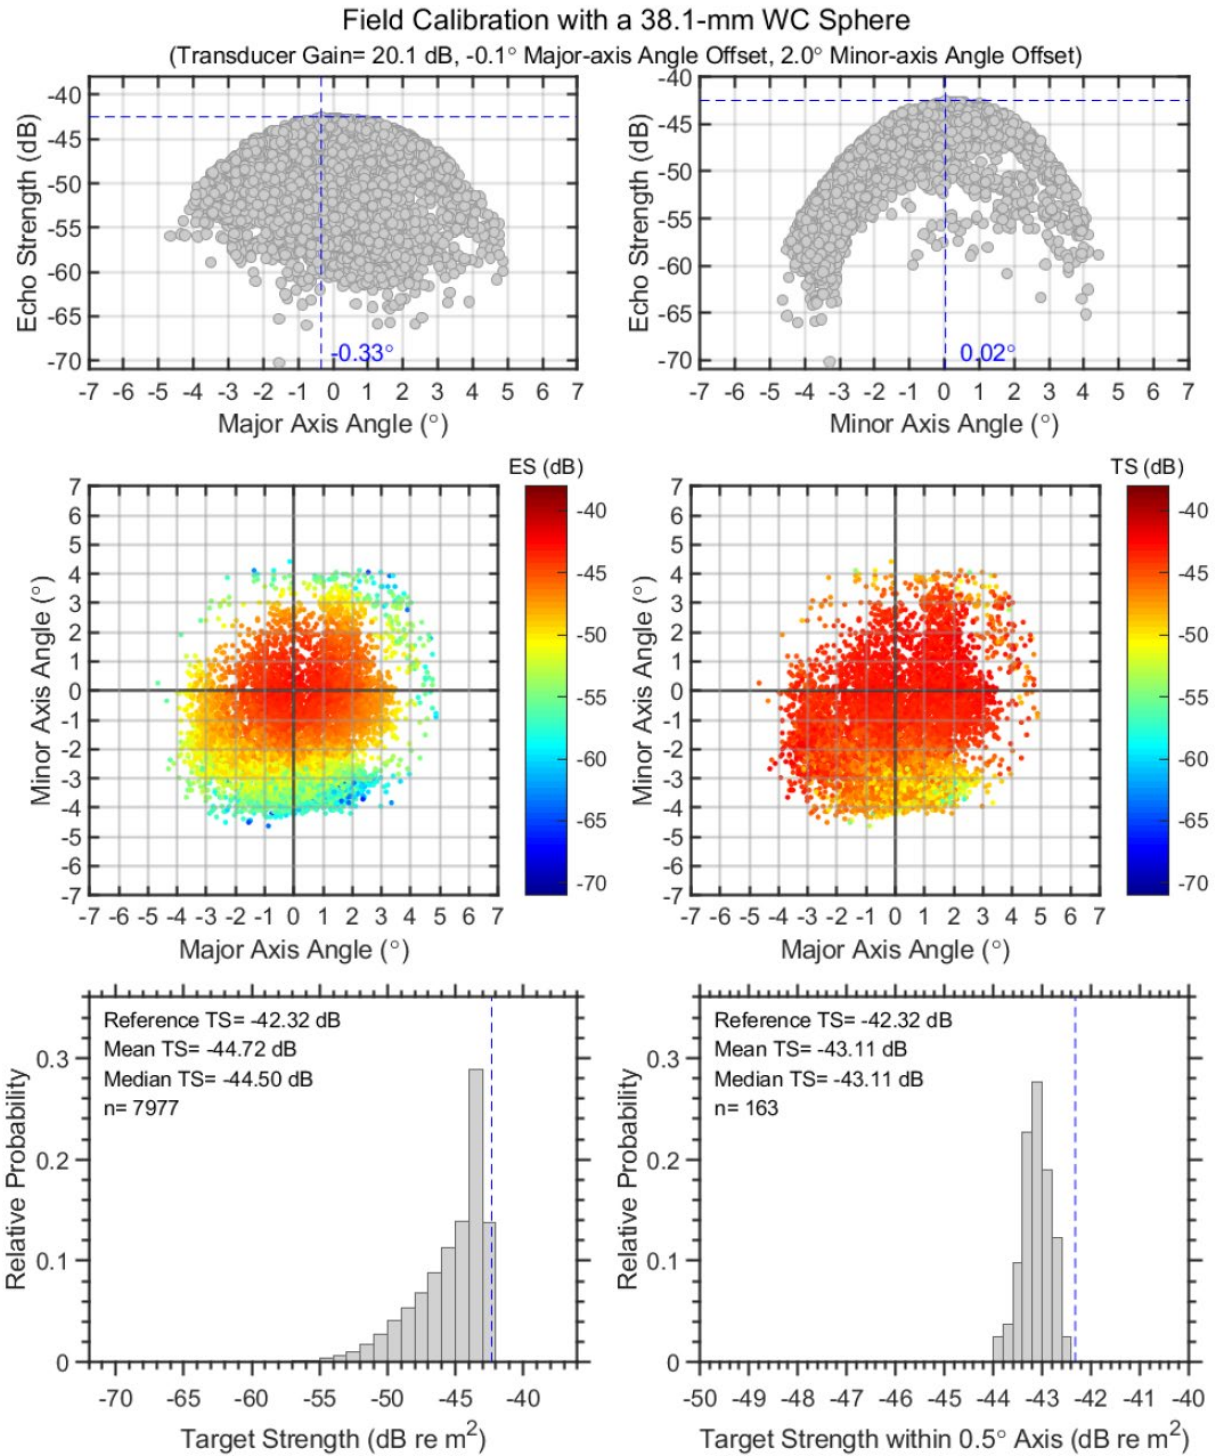 Field Calibration with a 38.1-mm WC Sphere
(Transducer Gain= 20.1 dB, -0.1° Major-axis Angle Offset, 2.0° Minor-axis Angle Offset)
Echo Strength (dB)
-40
-45
-50
-55
-60
-65
-70
-0.33°
-7 -6 -5 -4 -3 -2 -1 0 1 2 3 4 5 6 7
Major Axis Angle (°)
Echo Strength (dB)
-40
-45
-50
-55
-60
-65
-70
0.02°
-7 -6 -5 -4 -3 -2 -1 0 1 2 3 4 5 6 7
Minor Axis Angle (°)
ES (dB)
Minor Axis Angle (°)
7
6
5
4
3
2
1
0
-1
-2
-3
-4
-5
-6
-7
-7 -6 -5 -4 -3 -2 -1 0 1 2 3 4 5 6 7
Major Axis Angle (°)
-40
-45
-50
-55
-60
-65
-70
TS (dB)
Minor Axis Angle (°)
7
6
5
4
3
2
1
0
-1
-2
-3
-4
-5
-6
-7
-7 -6 -5 -4 -3 -2 -1 0 1 2 3 4 5 6 7
Major Axis Angle (°)
-40
-45
-50
-55
-60
-65
-70
Relative Probability
Reference TS= -42.32 dB
Mean TS= -44.72 dB
Median TS= -44.50 dB
n= 7977
0.3
0.2
0.1
0
-70 -65 -60 -55 -50 -45 -40
Target Strength (dB re m²)
Relative Probability
Reference TS= -42.32 dB
Mean TS= -43.11 dB
Median TS= -43.11 dB
n= 163
0.3
0.2
0.1
0
-50 -49 -48 -47 -46 -45 -44 -43 -42 -41 -40
Target Strength within 0.5° Axis (dB re m²)